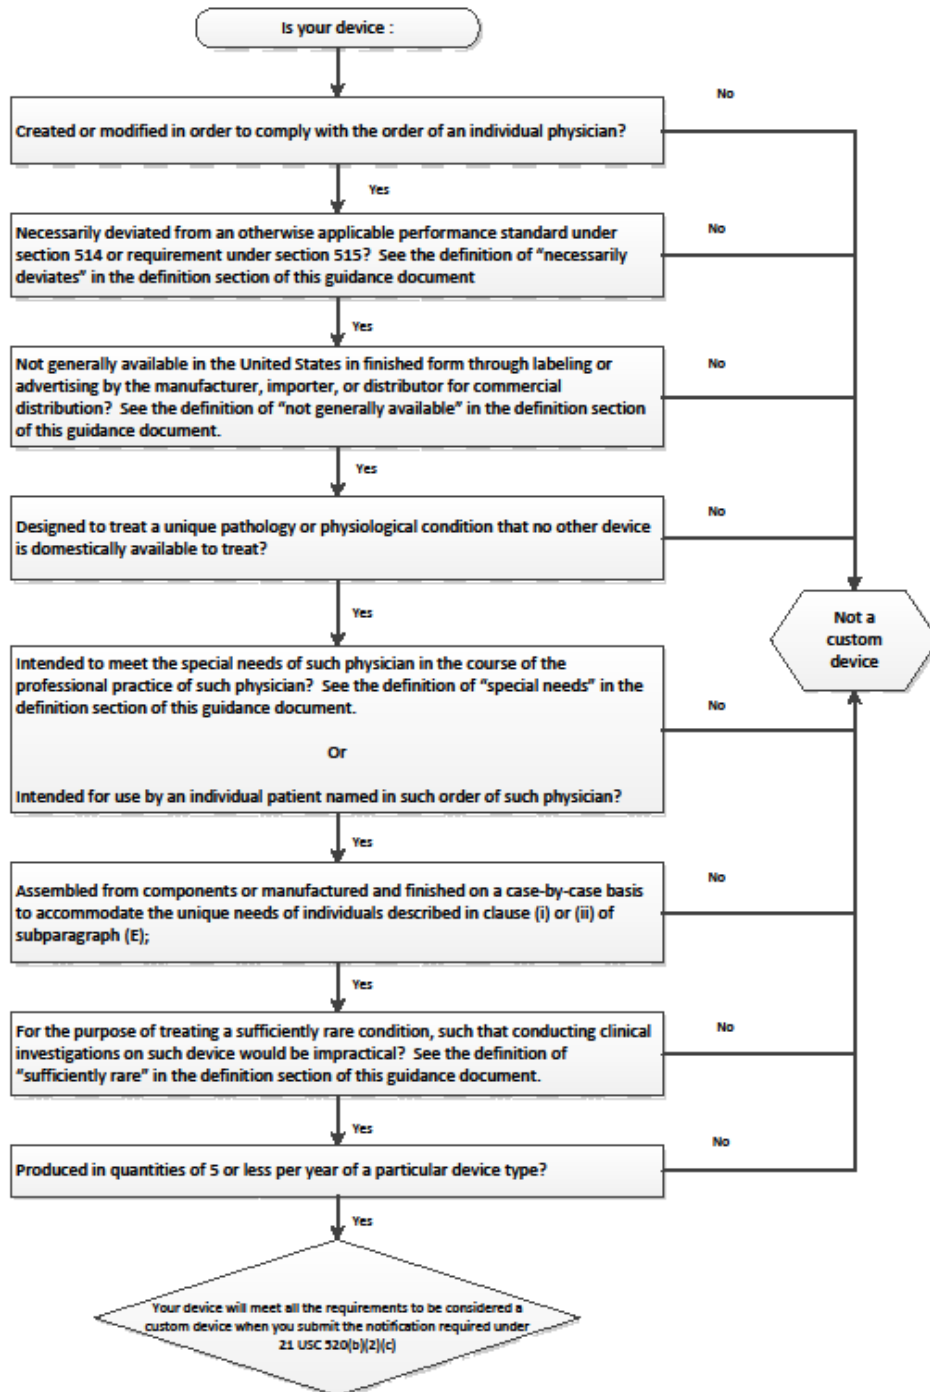 Is your device :
No
Created or modified in order to comply with the order of an individual physician?
Yes
No
Necessarily deviated from an otherwise applicable performance standard under
section 514 or requirement under section 515?  See the definition of “necessarily
deviates” in the definition section of this guidance document
Yes
No
Not generally available in the United States in finished form through labeling or
advertising by the manufacturer, importer, or distributor for commercial
distribution?  See the definition of “not generally available” in the definition section
of this guidance document.
Yes
No
Designed to treat a unique pathology or physiological condition that no other device
is domestically available to treat?
Yes
Not a
custom
device
Intended to meet the special needs of such physician in the course of the
professional practice of such physician?  See the definition of “special needs” in the
definition section of this guidance document.
No
Or
Intended for use by an individual patient named in such order of such physician?
Yes
No
Assembled from components or manufactured and finished on a case-by-case basis
to accommodate the unique needs of individuals described in clause (i) or (ii) of
subparagraph (E);
Yes
No
For the purpose of treating a sufficiently rare condition, such that conducting clinical
investigations on such device would be impractical?  See the definition of
“sufficiently rare” in the definition section of this guidance document.
Yes
No
Produced in quantities of 5 or less per year of a particular device type?
Yes
Your device will meet all the requirements to be considered a
custom device when you submit the notification required under
21 USC 520(b)(2)(c)